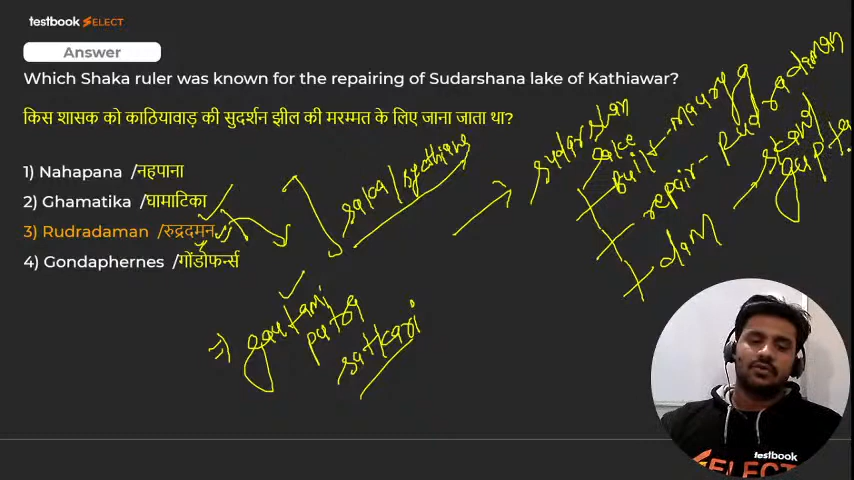 testbook SELECT
Answer
Which Shaka ruler was known for the repairing of Sudarshana lake of Kathiawar?
किस शासक को काठियावाड़ की सुदर्शन झील की मरम्मत के लिए जाना जाता था?
1) Nahapana /नहपाना
2) Ghamatika /घामाटिका
3) Rudradaman /रुद्रदमन
4) Gondaphernes /गोंडोफर्न्स
saka/scythians
sudarshan
lake
built - maurya
repair - Rudradaman
dam
skand
gupta
gautami
putra
satkari
testbook
SELECT